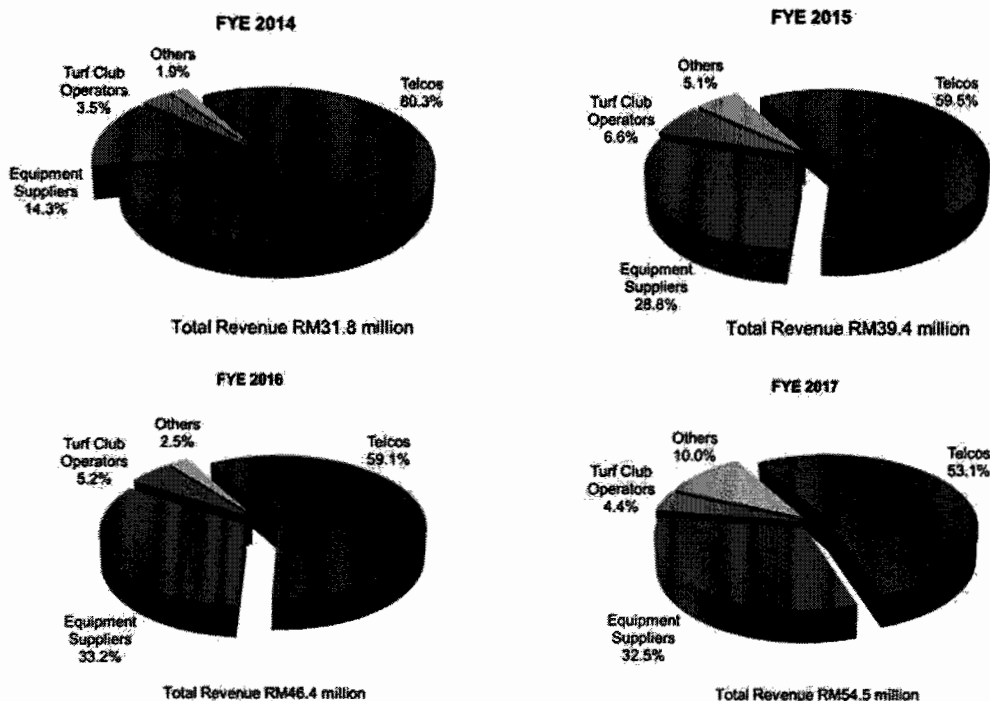 FYE 2014
Others
1.9%
Turf Club
Operators
3.5%
Telcos
80.3%
Equipment
Suppliers
14.3%
Total Revenue RM31.8 million
FYE 2015
Others
5.1%
Turf Club
Operators
6.6%
Telcos
59.5%
Equipment
Suppliers
28.8%
Total Revenue RM39.4 million
FYE 2016
Others
2.5%
Turf Club
Operators
5.2%
Telcos
59.1%
Equipment
Suppliers
33.2%
Total Revenue RM46.4 million
FYE 2017
Others
10.0%
Turf Club
Operators
4.4%
Telcos
53.1%
Equipment
Suppliers
32.5%
Total Revenue RM54.5 million